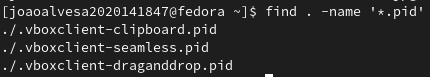 [joaoalvesa2020141847@fedora ~]$ find . -name '*.pid'
./.vboxclient-clipboard.pid
./.vboxclient-seamless.pid
./.vboxclient-draganddrop.pid